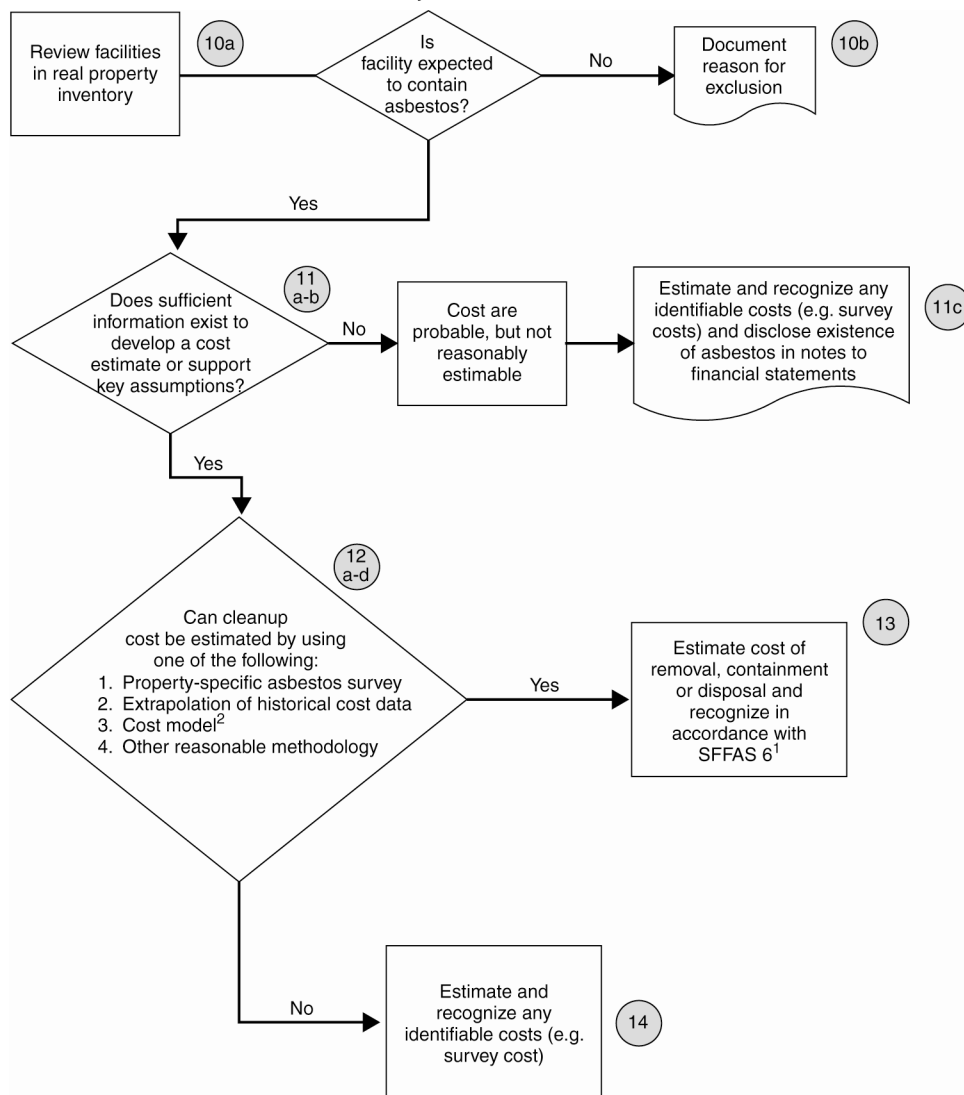 Review facilities
in real property
inventory
10a
Is
facility expected
to contain
asbestos?
No
Document
reason for
exclusion
10b
Yes
Does sufficient
information exist to
develop a cost
estimate or support
key assumptions?
11
a-b
No
Cost are
probable, but not
reasonably
estimable
Estimate and recognize any
identifiable costs (e.g. survey
costs) and disclose existence
of asbestos in notes to
financial statements
11c
Yes
Can cleanup
cost be estimated by using
one of the following:
1. Property-specific asbestos survey
2. Extrapolation of historical cost data
3. Cost model2
4. Other reasonable methodology
12
a-d
Yes
Estimate cost of
removal, containment
or disposal and
recognize in
accordance with
SFFAS 61
13
No
Estimate and
recognize any
identifiable costs (e.g.
survey cost)
14